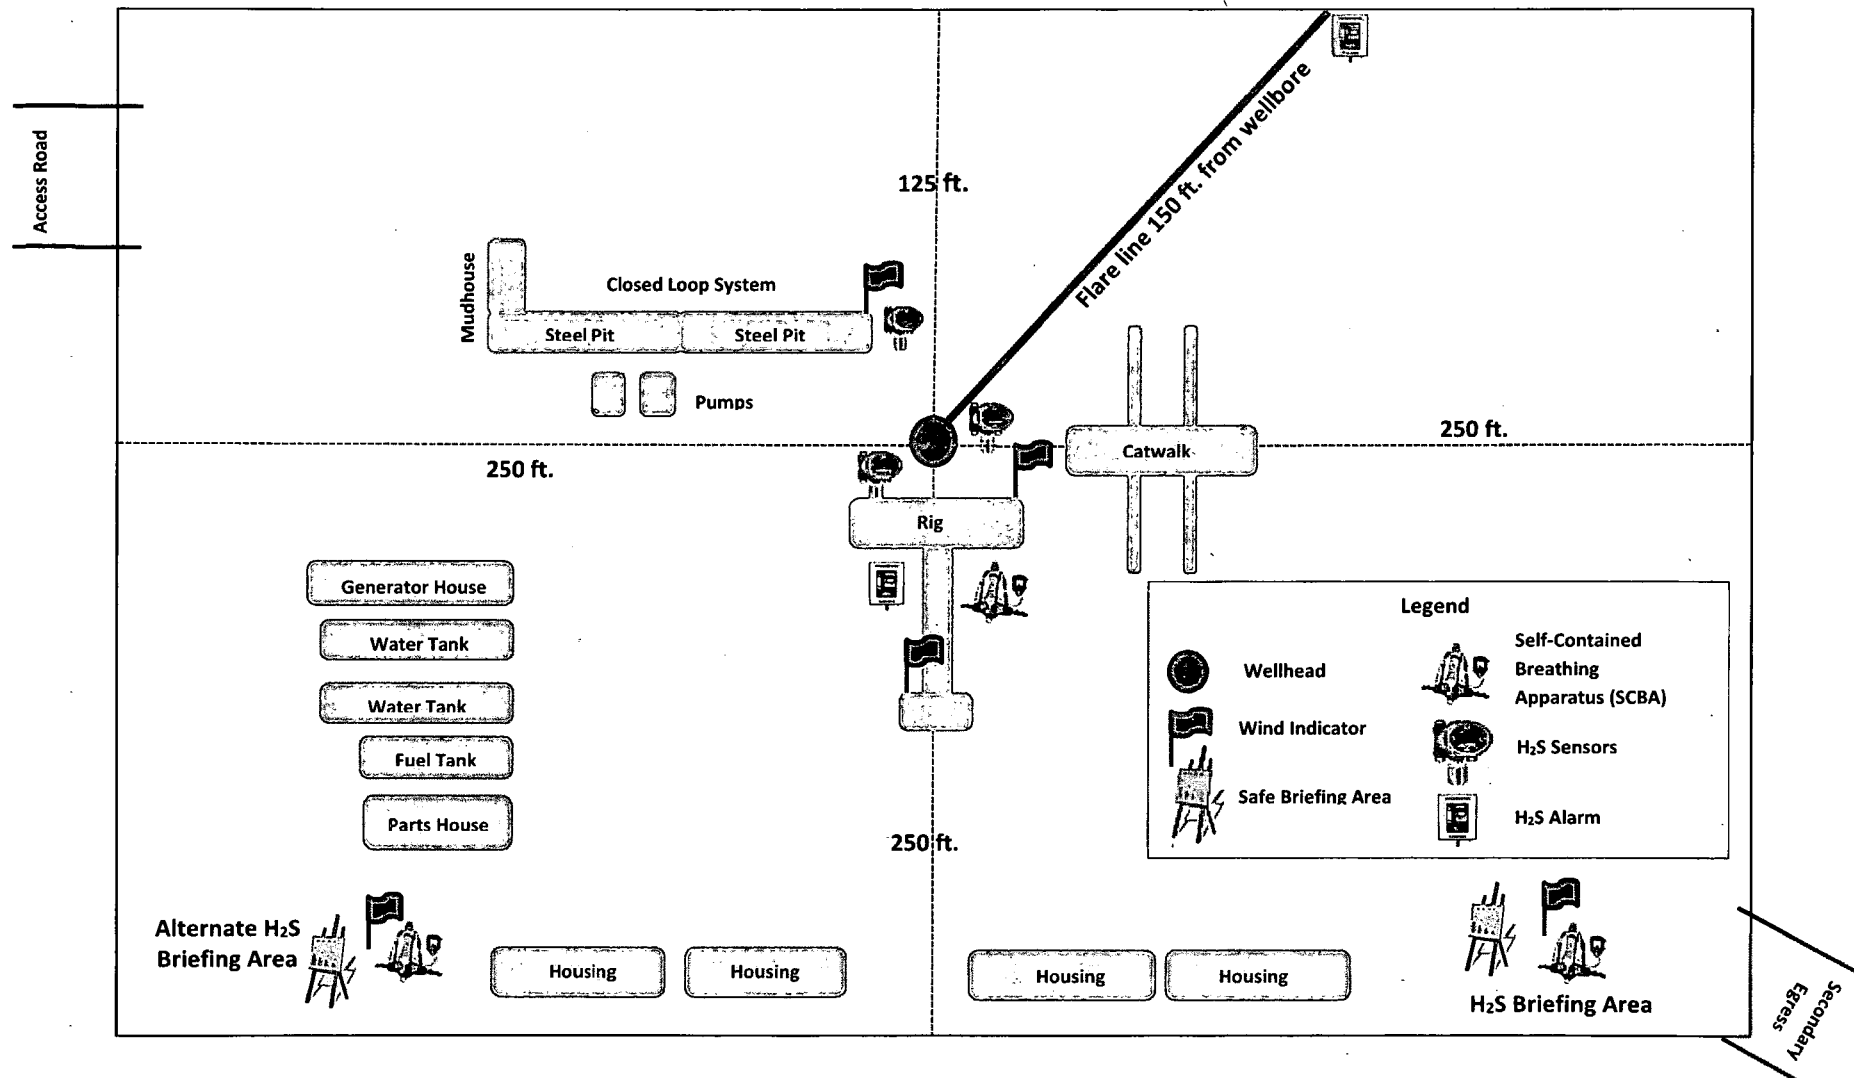 Access Road
125 ft.
Flare line 150 ft. from wellbore
Mudhouse
Closed Loop System
Steel Pit
Steel Pit
Pumps
250 ft.
250 ft.
Catwalk
Rig
Generator House
Water Tank
Water Tank
Fuel Tank
Parts House
Legend
Wellhead
Wind Indicator
Safe Briefing Area
Self-Contained
Breathing
Apparatus (SCBA)
H₂S Sensors
H₂S Alarm
250 ft.
Alternate H₂S
Briefing Area
Housing
Housing
Housing
Housing
H₂S Briefing Area
Secondary
Egress